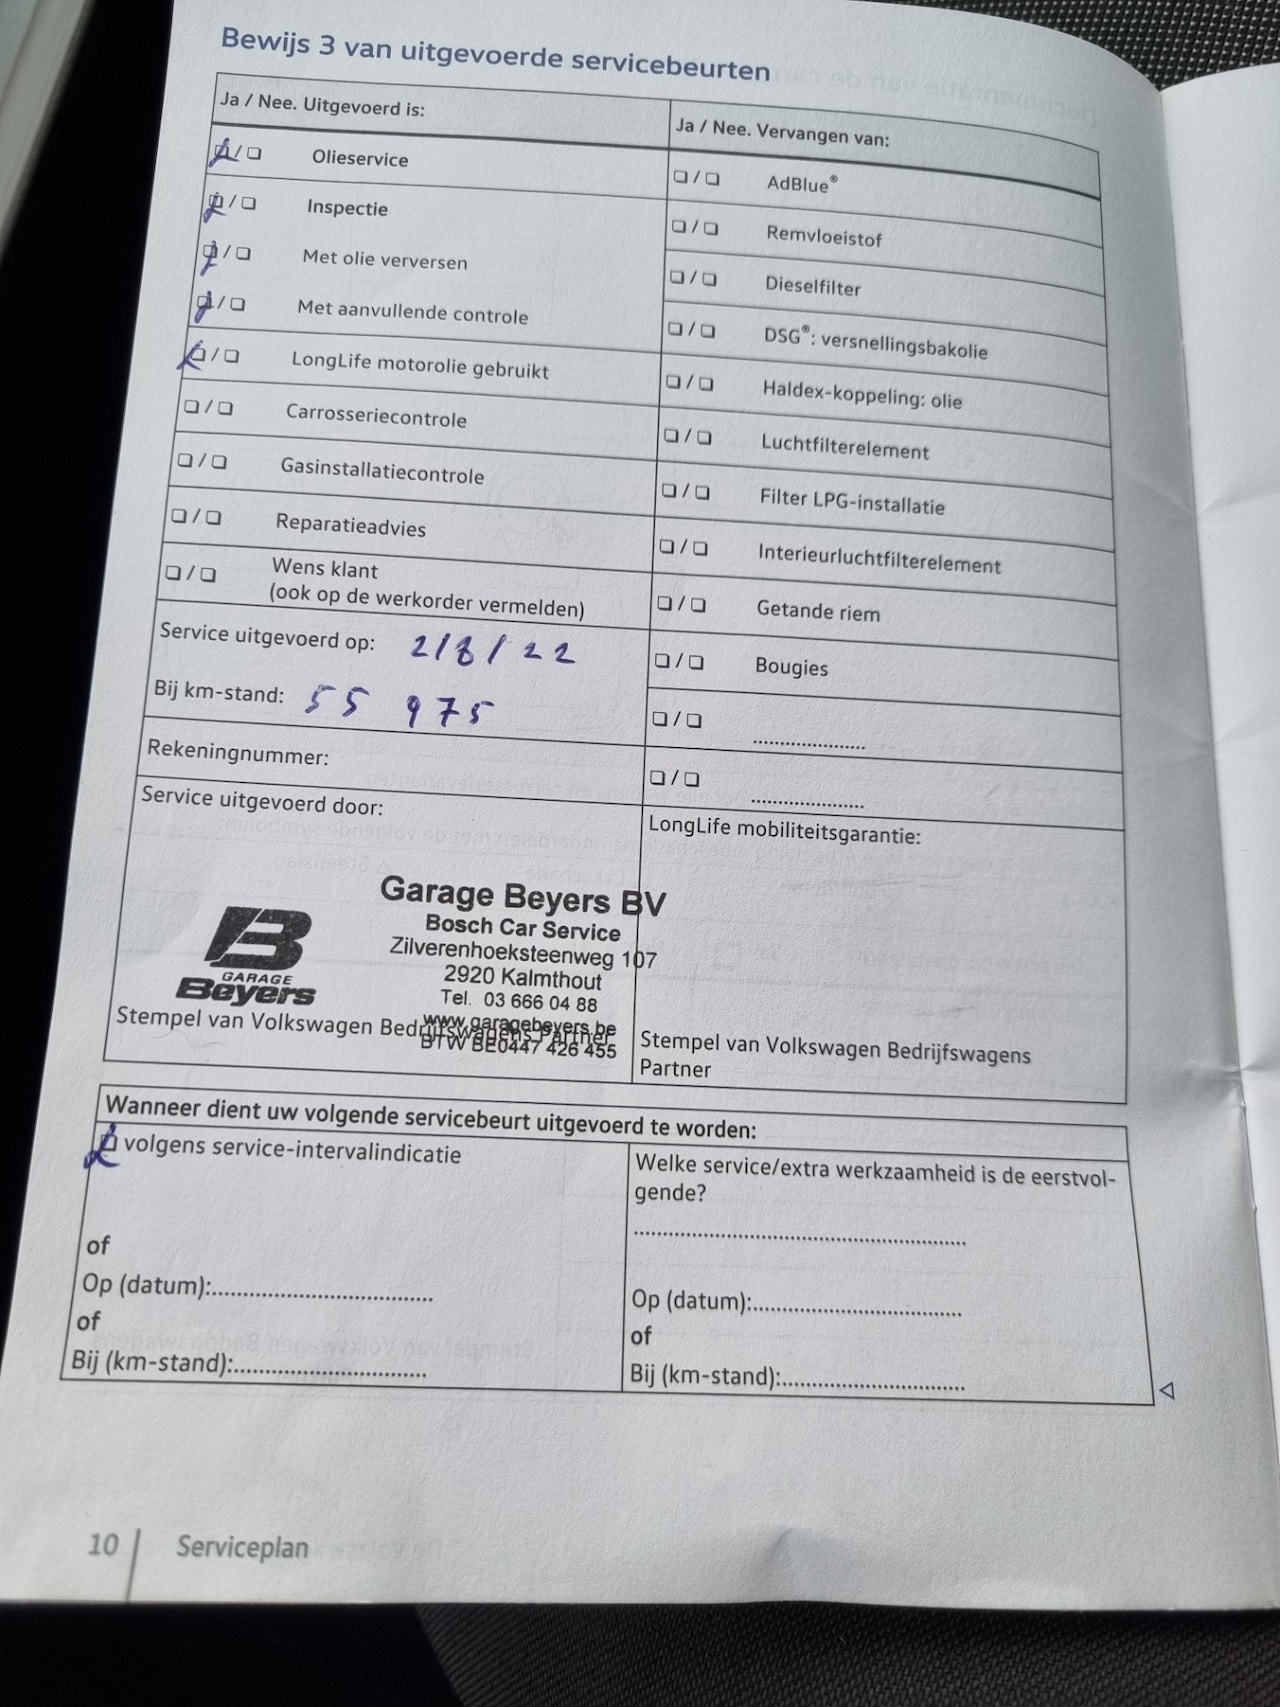 Bewijs 3 van uitgevoerde servicebeurten
Ja / Nee. Uitgevoerd is:
❑ / ❑ Olieservice
❑ / ❑ Inspectie
❑ / ❑ Met olie verversen
❑ / ❑ Met aanvullende controle
❑ / ❑ LongLife motorolie gebruikt
❑ / ❑ Carrosseriecontrole
❑ / ❑ Gasinstallatiecontrole
❑ / ❑ Reparatieadvies
❑ / ❑ Wens klant
(ook op de werkorder vermelden)
Service uitgevoerd op: 2/8/22
Bij km-stand: 55 975
Rekeningnummer:
Ja / Nee. Vervangen van:
❑ / ❑ AdBlue®
❑ / ❑ Remvloeistof
❑ / ❑ Dieselfilter
❑ / ❑ DSG®: versnellingsbakolie
❑ / ❑ Haldex-koppeling: olie
❑ / ❑ Luchtfilterelement
❑ / ❑ Filter LPG-installatie
❑ / ❑ Interieurluchtfilterelement
❑ / ❑ Getande riem
❑ / ❑ Bougies
❑ / ❑ .....................
❑ / ❑ .....................
Service uitgevoerd door:
Garage Beyers BV
Bosch Car Service
Zilverenhoeksteenweg 107
2920 Kalmthout
Tel. 03 666 04 88
www.garagebeyers.be
BTW BE0447 426 455
GARAGE
Beyers
Stempel van Volkswagen Bedrijfswagens Partner
LongLife mobiliteitsgarantie:
Stempel van Volkswagen Bedrijfswagens
Partner
Wanneer dient uw volgende servicebeurt uitgevoerd te worden:
❑ volgens service-intervalindicatie
of
Op (datum):...................................
of
Bij (km-stand):...............................
Welke service/extra werkzaamheid is de eerstvol-
gende?
.....................................................
Op (datum):.................................
of
Bij (km-stand):.............................
10 Serviceplan